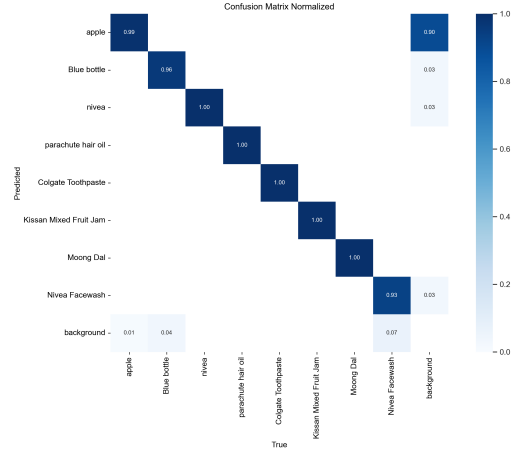 Confusion Matrix Normalized
apple 0.99 0.90
Blue bottle 0.96 0.03
nivea 1.00 0.03
parachute hair oil 1.00
Colgate Toothpaste 1.00
Kissan Mixed Fruit Jam 1.00
Moong Dal 1.00
Nivea Facewash 0.93 0.03
background 0.01 0.04 0.07
Predicted
apple
Blue bottle
nivea
parachute hair oil
Colgate Toothpaste
Kissan Mixed Fruit Jam
Moong Dal
Nivea Facewash
background
True
1.0
0.8
0.6
0.4
0.2
0.0